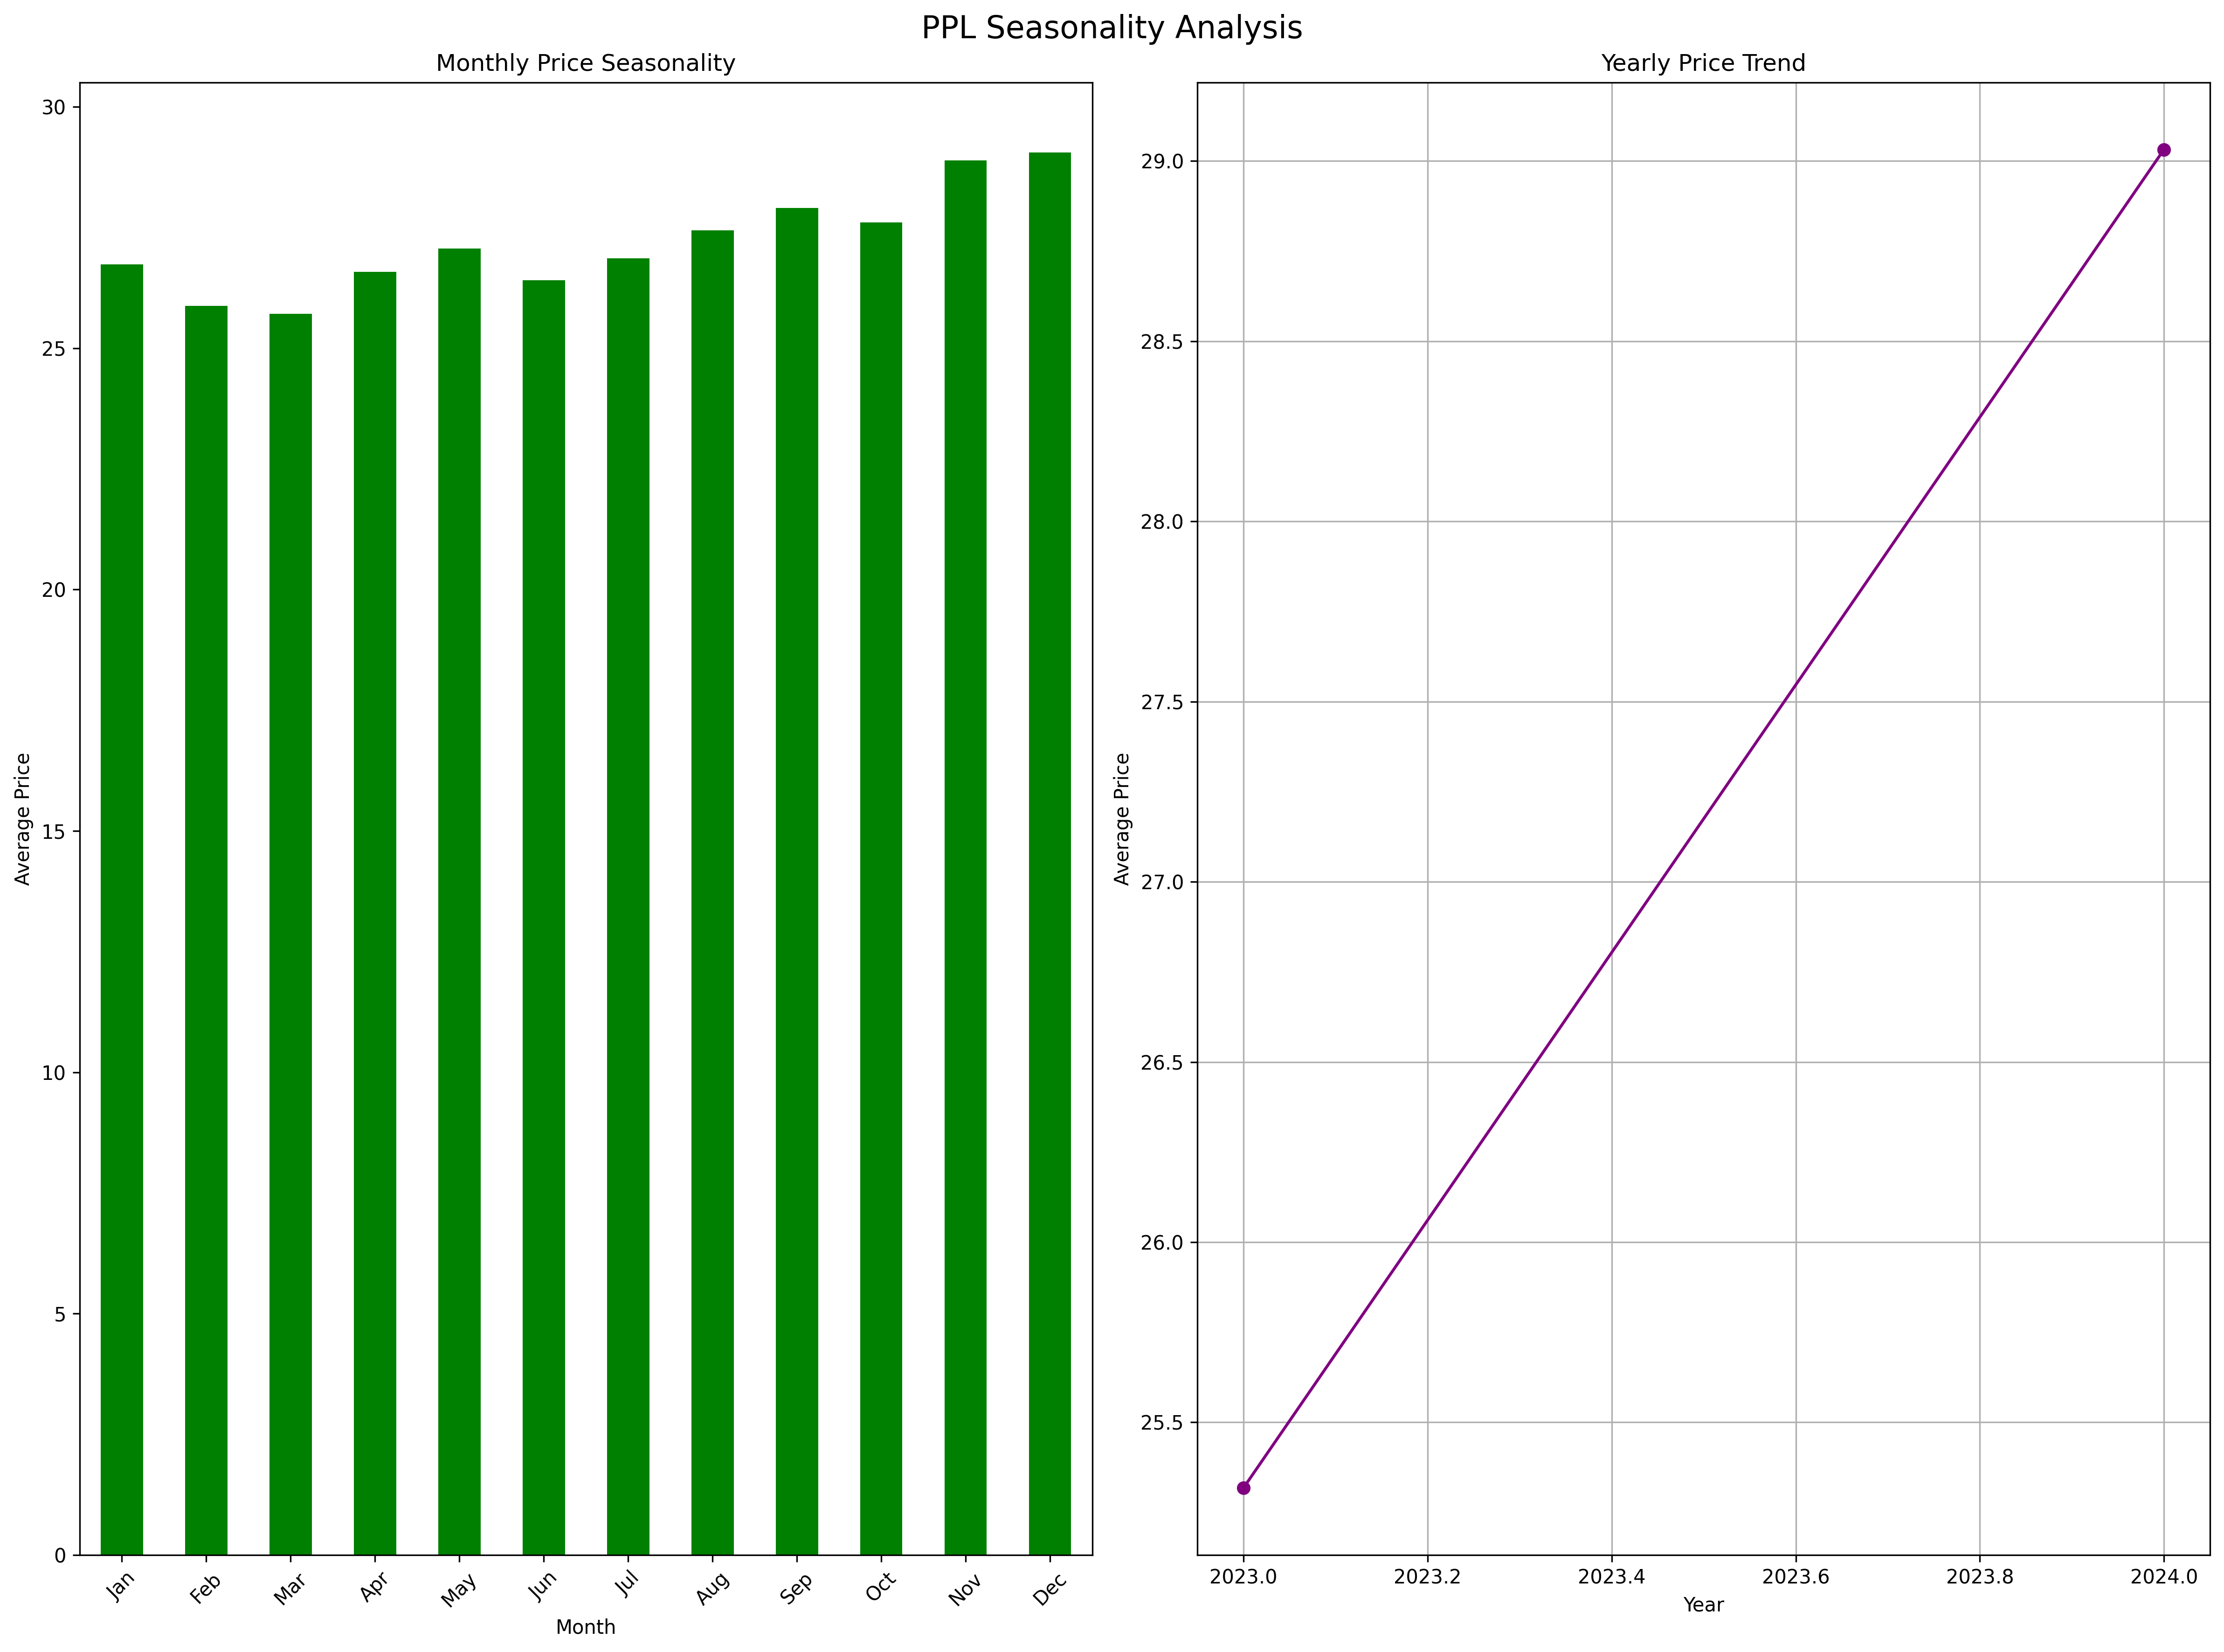 PPL Seasonality Analysis
Monthly Price Seasonality
30
25
20
15
10
5
0
Average Price
Jan
Feb
Mar
Apr
May
Jun
Jul
Aug
Sep
Oct
Nov
Dec
Month
Yearly Price Trend
29.0
28.5
28.0
27.5
27.0
26.5
26.0
25.5
Average Price
2023.0
2023.2
2023.4
2023.6
2023.8
2024.0
Year